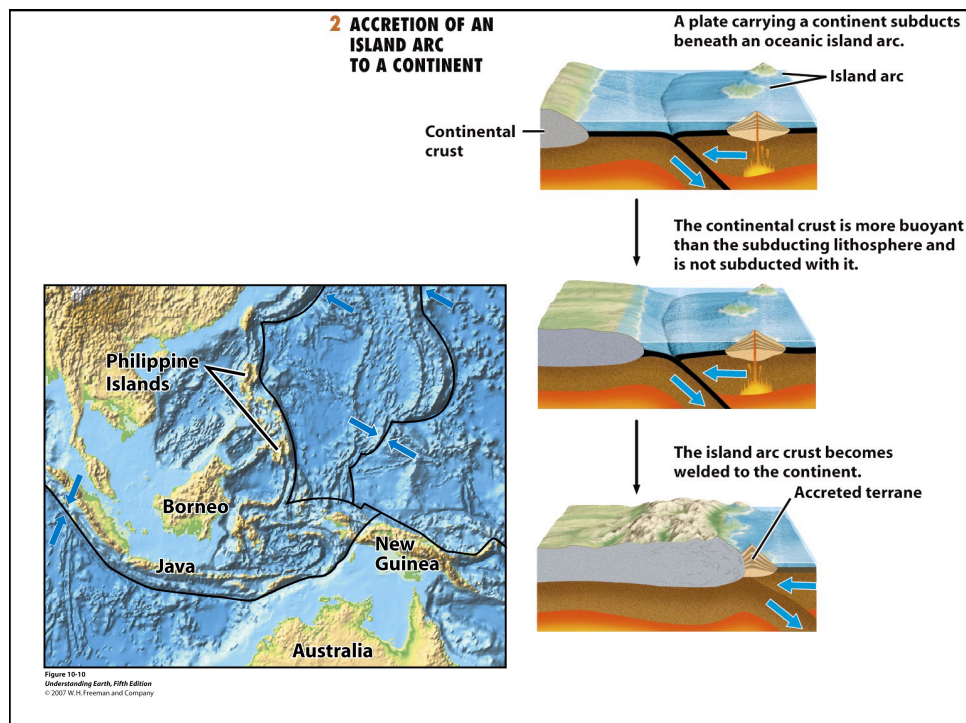 2 ACCRETION OF AN
ISLAND ARC
TO A CONTINENT
A plate carrying a continent subducts
beneath an oceanic island arc.
Island arc
Continental
crust
The continental crust is more buoyant
than the subducting lithosphere and
is not subducted with it.
The island arc crust becomes
welded to the continent.
Accreted terrane
Philippine
Islands
Borneo
Java
New
Guinea
Australia
Figure 10-10
Understanding Earth, Fifth Edition
© 2007 W. H. Freeman and Company